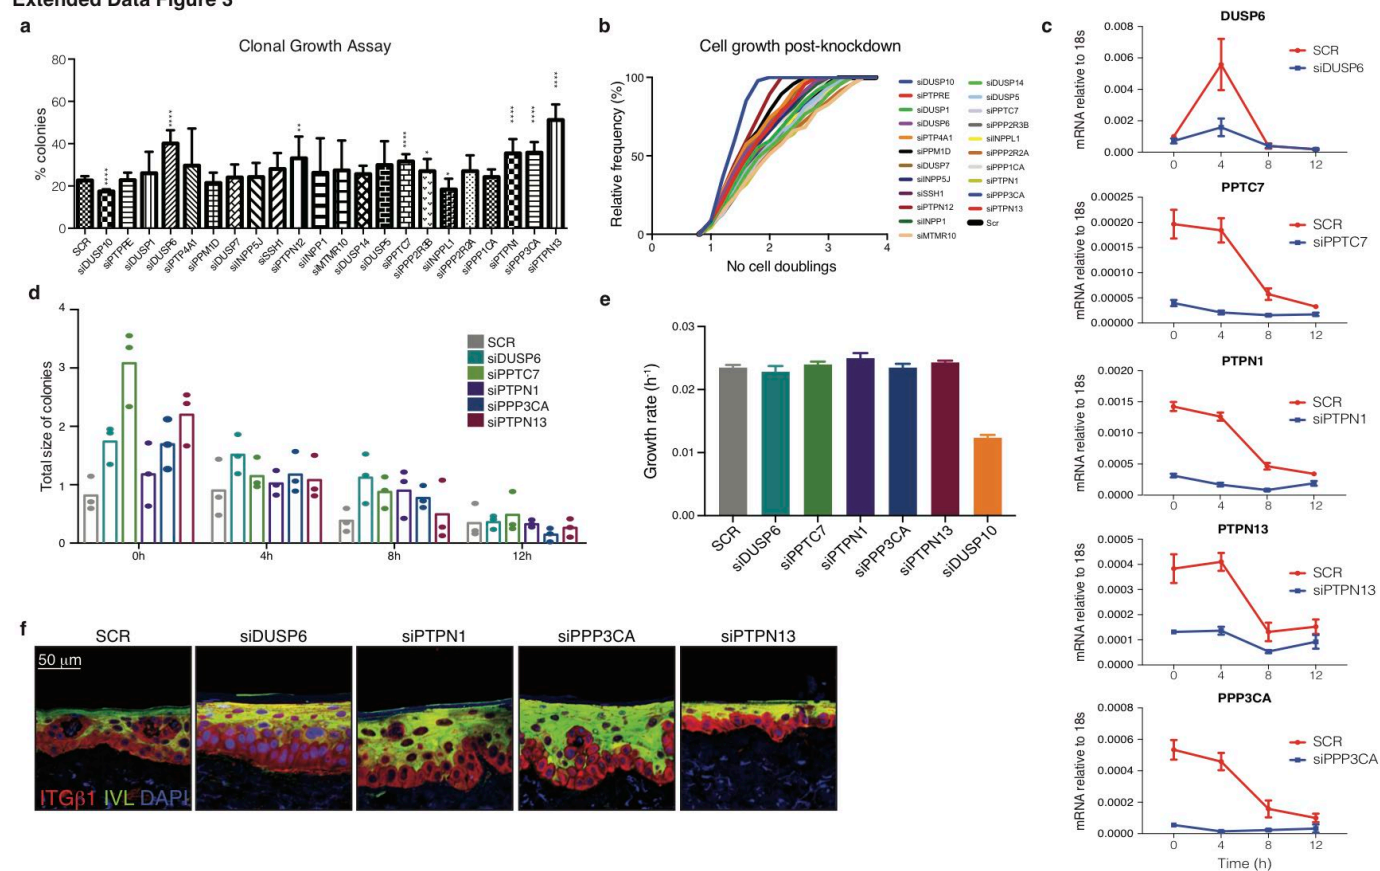 Extended Data Figure 3
a
Clonal Growth Assay
% colonies
80
60
40
20
0
****
****
**
****
*
*
****
****
****
SCR
siDUSP10
siPTPRE
siDUSP1
siDUSP6
siPTP4A1
siPPM1D
siDUSP7
siINPP5J
siSSH1
siPTPN12
siINPP1
siMTMR10
siDUSP14
siDUSP5
siPPTC7
siPPP2R3B
siINPPL1
siPPP2R2A
siPPP1CA
siPTPN1
siPPP3CA
siPTPN13
b
Cell growth post-knockdown
Relative frequency (%)
100
50
0
0
1
2
3
4
No cell doublings
siDUSP10
siPTPRE
siDUSP1
siDUSP6
siPTP4A1
siPPM1D
siDUSP7
siINPP5J
siSSH1
siPTPN12
siINPP1
siMTMR10
siDUSP14
siDUSP5
siPPTC7
siPPP2R3B
siINPPL1
siPPP2R2A
siPPP1CA
siPTPN1
siPPP3CA
siPTPN13
Scr
c
DUSP6
mRNA relative to 18s
0.008
0.006
0.004
0.002
0.000
0 4 8 12
SCR
siDUSP6
PPTC7
mRNA relative to 18s
0.00025
0.00020
0.00015
0.00010
0.00005
0.00000
0 4 8 12
SCR
siPPTC7
PTPN1
mRNA relative to 18s
0.0020
0.0015
0.0010
0.0005
0.0000
0 4 8 12
SCR
siPTPN1
PTPN13
mRNA relative to 18s
0.0005
0.0004
0.0003
0.0002
0.0001
0.0000
0 4 8 12
SCR
siPTPN13
PPP3CA
mRNA relative to 18s
0.0008
0.0006
0.0004
0.0002
0.0000
0 4 8 12
SCR
siPPP3CA
Time (h)
d
Total size of colonies
4
3
2
1
0
0h
4h
8h
12h
SCR
siDUSP6
siPPTC7
siPTPN1
siPPP3CA
siPTPN13
e
Growth rate (h⁻¹)
0.03
0.02
0.01
0.00
SCR
siDUSP6
siPPTC7
siPTPN1
siPPP3CA
siPTPN13
siDUSP10
f
SCR
siDUSP6
siPTPN1
siPPP3CA
siPTPN13
50 µm
ITGβ1 IVL DAPI